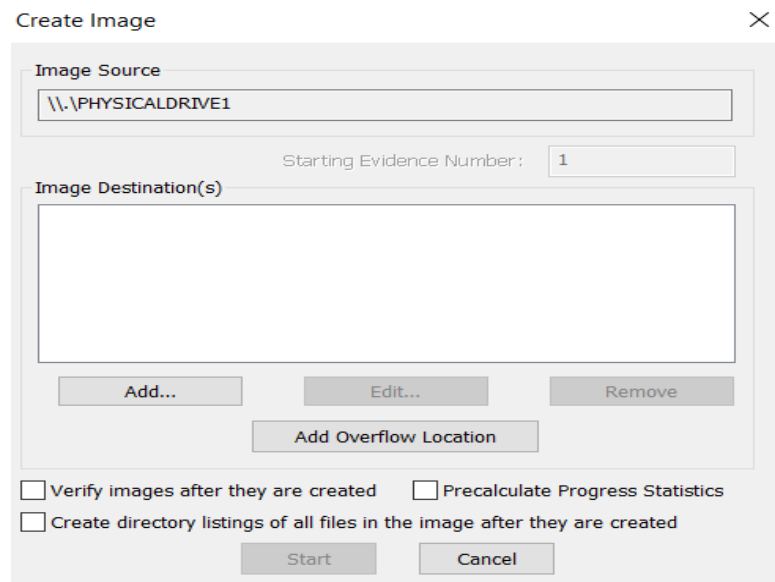 Create Image
Image Source
\\.\PHYSICALDRIVE1
Starting Evidence Number: 1
Image Destination(s)
Add... Edit... Remove
Add Overflow Location
Verify images after they are created Precalculate Progress Statistics
Create directory listings of all files in the image after they are created
Start Cancel